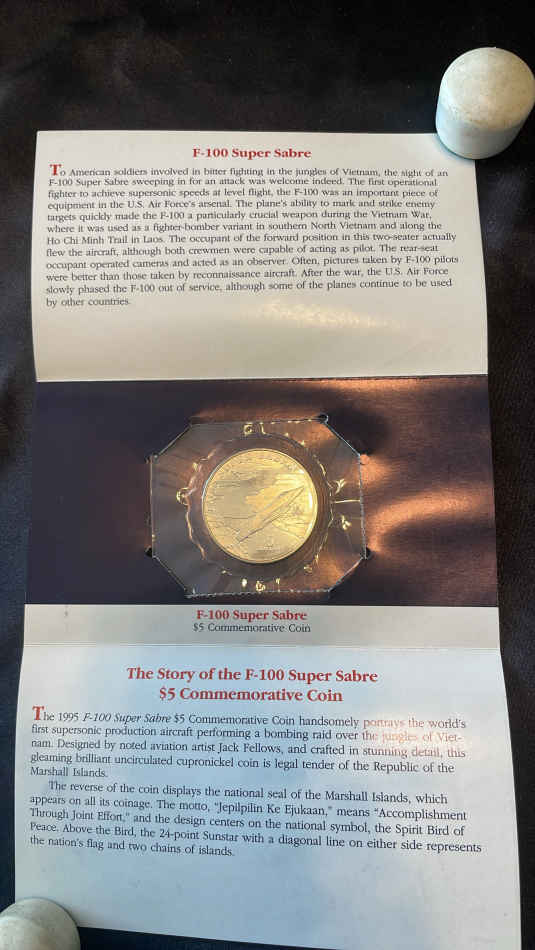 F-100 Super Sabre
To American soldiers involved in bitter fighting in the jungles of Vietnam, the sight of an
F-100 Super Sabre sweeping in for an attack was welcome indeed. The first operational
fighter to achieve supersonic speeds at level flight, the F-100 was an important piece of
equipment in the U.S. Air Force's arsenal. The plane's ability to mark and strike enemy
targets quickly made the F-100 a particularly crucial weapon during the Vietnam War,
where it was used as a fighter-bomber variant in southern North Vietnam and along the
Ho Chi Minh Trail in Laos. The occupant of the forward position in this two-seater actually
flew the aircraft, although both crewmen were capable of acting as pilot. The rear-seat
occupant operated cameras and acted as an observer. Often, pictures taken by F-100 pilots
were better than those taken by reconnaissance aircraft. After the war, the U.S. Air Force
slowly phased the F-100 out of service, although some of the planes continue to be used
by other countries.
F-100 Super Sabre
$5 Commemorative Coin
The Story of the F-100 Super Sabre
$5 Commemorative Coin
The 1995 F-100 Super Sabre $5 Commemorative Coin handsomely portrays the world's
first supersonic production aircraft performing a bombing raid over the jungles of Viet-
nam. Designed by noted aviation artist Jack Fellows, and crafted in stunning detail, this
gleaming brilliant uncirculated cupronickel coin is legal tender of the Republic of the
Marshall Islands.
The reverse of the coin displays the national seal of the Marshall Islands, which
appears on all its coinage. The motto, "Jepilpilin Ke Ejukaan," means "Accomplishment
Through Joint Effort," and the design centers on the national symbol, the Spirit Bird of
Peace. Above the Bird, the 24-point Sunstar with a diagonal line on either side represents
the nation's flag and two chains of islands.